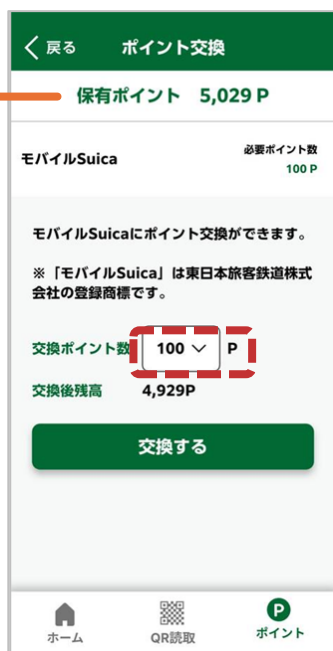 戻る ポイント交換
保有ポイント 5,029 P
モバイルSuica
必要ポイント数
100 P
モバイルSuicaにポイント交換ができます。
※「モバイルSuica」は東日本旅客鉄道株式
会社の登録商標です。
交換ポイント数 100 P
交換後残高 4,929P
交換する
ホーム QR読取 P ポイント